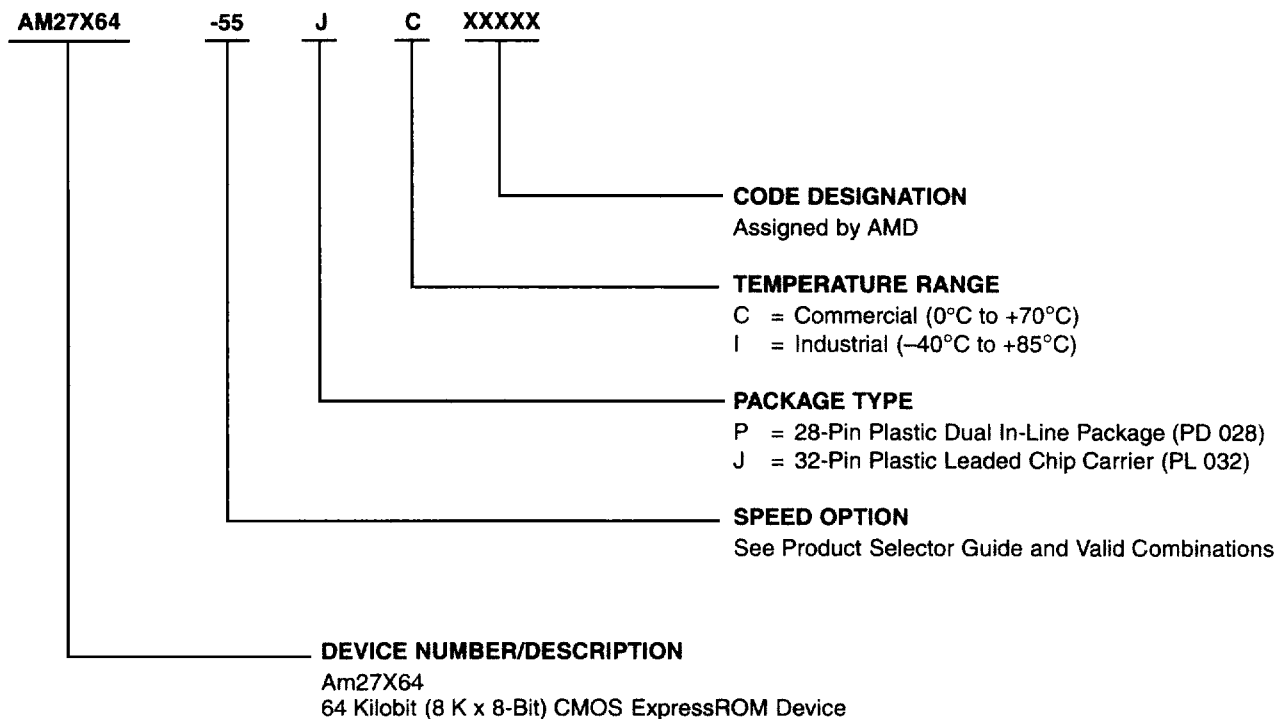 AM27X64 -55 J C XXXXX
CODE DESIGNATION
Assigned by AMD
TEMPERATURE RANGE
C = Commercial (0°C to +70°C)
I = Industrial (–40°C to +85°C)
PACKAGE TYPE
P = 28-Pin Plastic Dual In-Line Package (PD 028)
J = 32-Pin Plastic Leaded Chip Carrier (PL 032)
SPEED OPTION
See Product Selector Guide and Valid Combinations
DEVICE NUMBER/DESCRIPTION
Am27X64
64 Kilobit (8 K x 8-Bit) CMOS ExpressROM Device